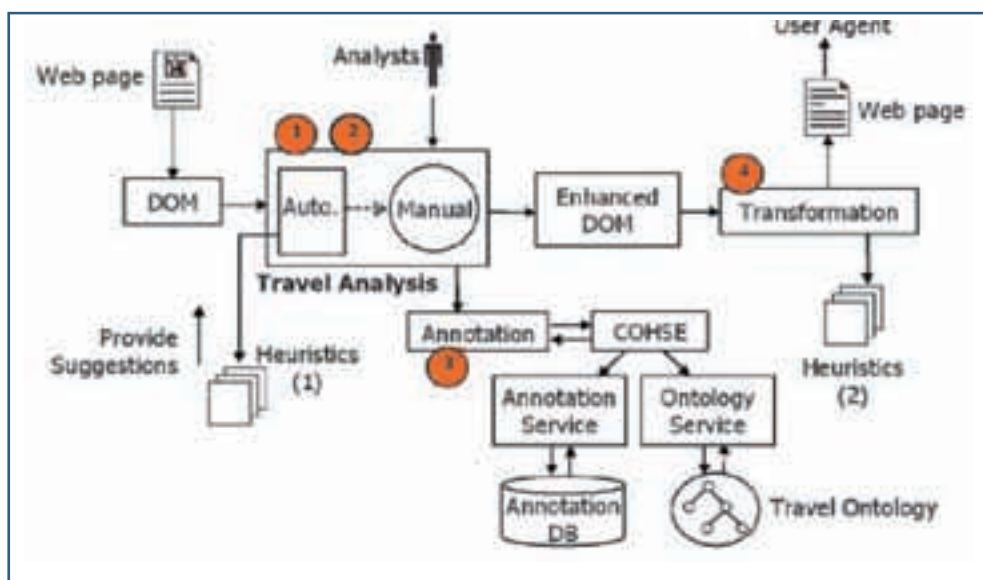 User Agent
Analysts
Web page
Web page
1
2
4
DOM
Auto.
Manual
Enhanced
DOM
Transformation
Travel Analysis
Provide
Suggestions
Heuristics
(1)
Annotation
3
COHSE
Heuristics
(2)
Annotation
Service
Ontology
Service
Annotation
DB
Travel Ontology